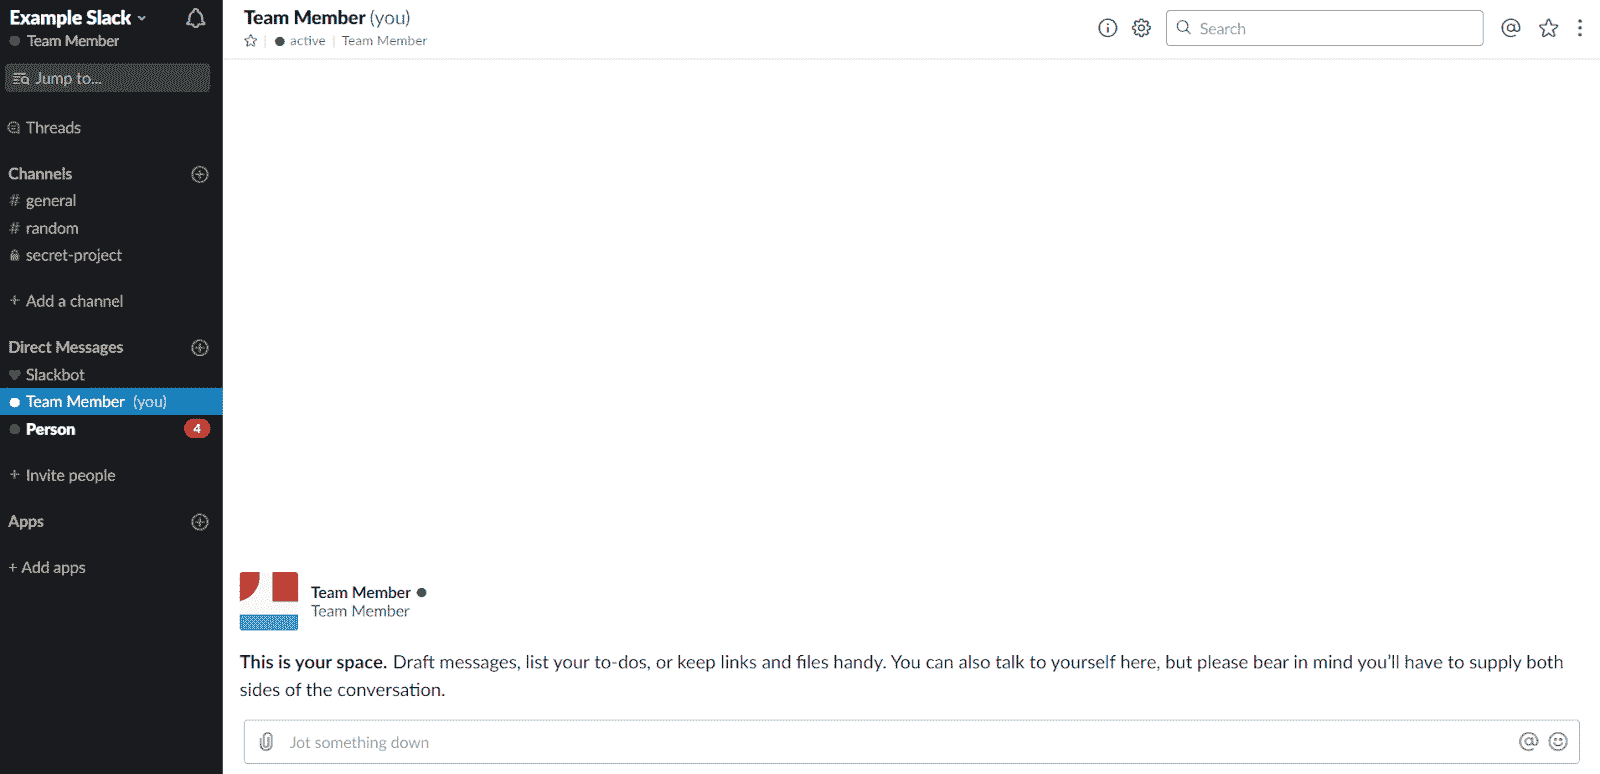 Example Slack
Team Member
Jump to...
Threads
Channels
# general
# random
secret-project
+ Add a channel
Direct Messages
Slackbot
Team Member (you)
Person 4
+ Invite people
Apps
+ Add apps
Team Member (you)
active | Team Member
Search
Team Member
Team Member
This is your space. Draft messages, list your to-dos, or keep links and files handy. You can also talk to yourself here, but please bear in mind you’ll have to supply both
sides of the conversation.
Jot something down